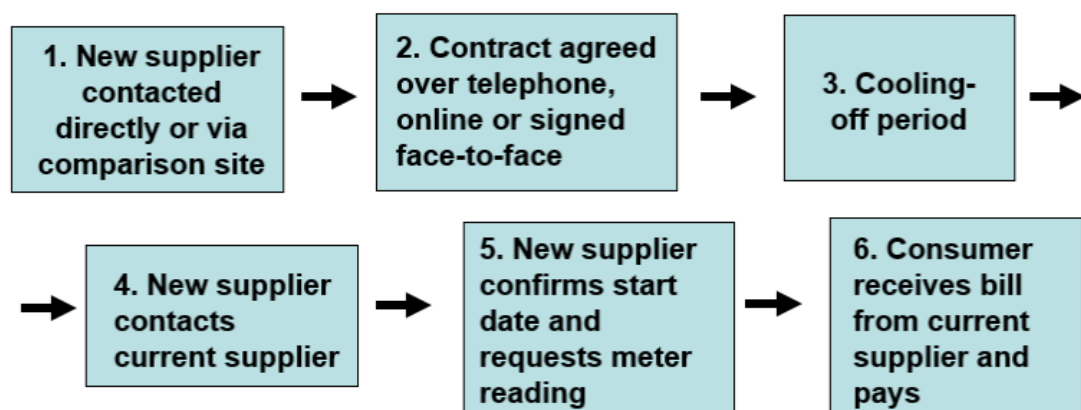 1. New supplier
contacted
directly or via
comparison site
2. Contract agreed
over telephone,
online or signed
face-to-face
3. Cooling-
off period
4. New supplier
contacts
current supplier
5. New supplier
confirms start
date and
requests meter
reading
6. Consumer
receives bill
from current
supplier and
pays